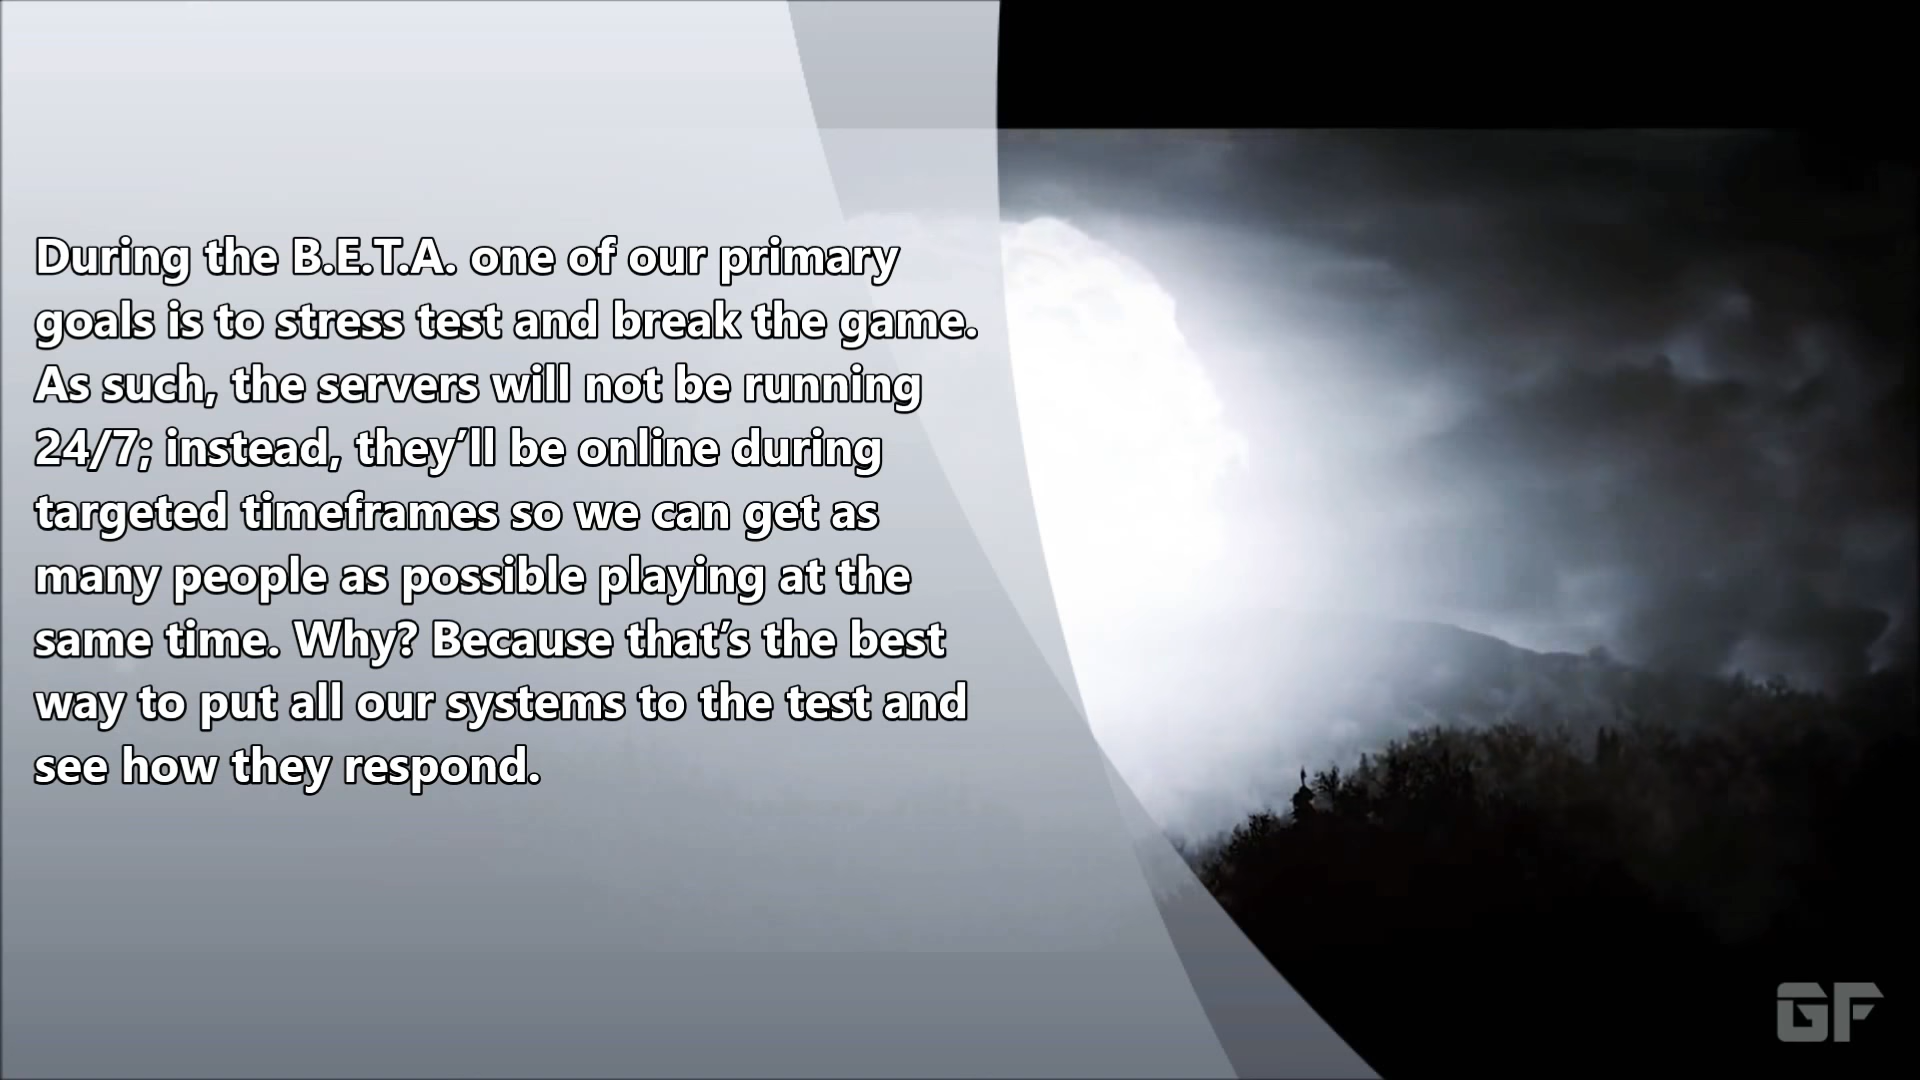 During the B.E.T.A. one of our primary
goals is to stress test and break the game.
As such, the servers will not be running
24/7; instead, they’ll be online during
targeted timeframes so we can get as
many people as possible playing at the
same time. Why? Because that’s the best
way to put all our systems to the test and
see how they respond.
GF